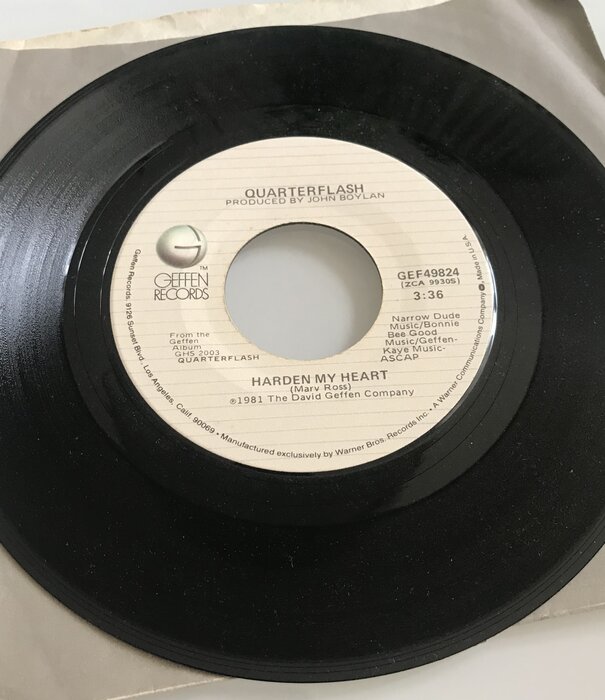 QUARTERFLASH
PRODUCED BY JOHN BOYLAN
G
TM
GEFFEN
RECORDS
GEF49824
(ZCA 9930S)
3:36
From the
Geffen
Album
GHS 2003
QUARTERFLASH
Narrow Dude
Music/Bonnie
Bee Good
Music/Geffen-
Kaye Music-
ASCAP
HARDEN MY HEART
(Marv Ross)
℗1981 The David Geffen Company
Geffen Records, 9126 Sunset Blvd., Los Angeles, Calif. 90069 • Manufactured exclusively by Warner Bros. Records Inc. • A Warner Communications Company Made in U.S.A.